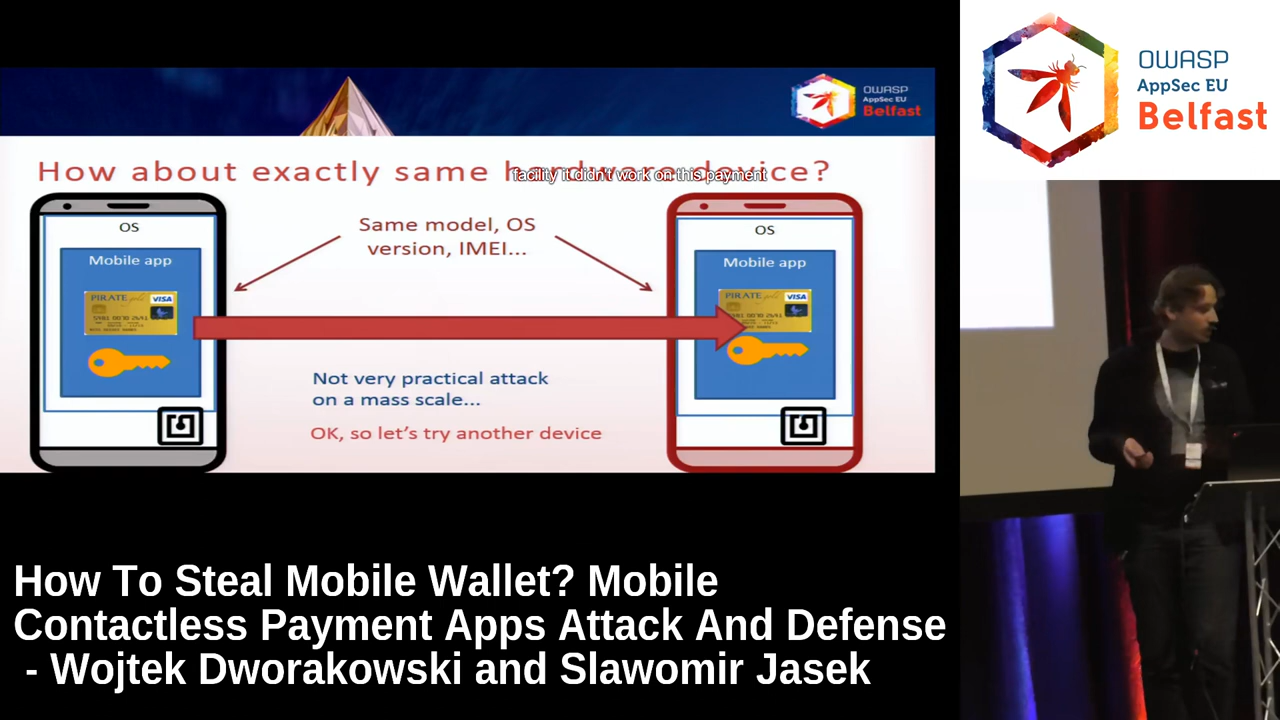 OWASP
AppSec EU
Belfast
OWASP
AppSec EU
Belfast
How about exactly same hardware device?
facility it didn't work on this payment
Same model, OS
version, IMEI...
OS
Mobile app
PIRATE gold VISA
OS
Mobile app
PIRATE gold VISA
Not very practical attack
on a mass scale...
OK, so let's try another device
How To Steal Mobile Wallet? Mobile
Contactless Payment Apps Attack And Defense
- Wojtek Dworakowski and Slawomir Jasek